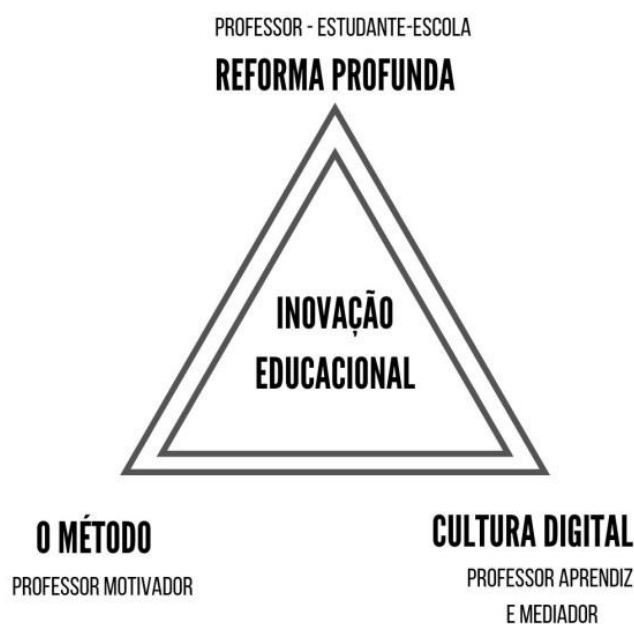 PROFESSOR - ESTUDANTE-ESCOLA
REFORMA PROFUNDA
INOVAÇÃO
EDUCACIONAL
O MÉTODO
PROFESSOR MOTIVADOR
CULTURA DIGITAL
PROFESSOR APRENDIZ
E MEDIADOR